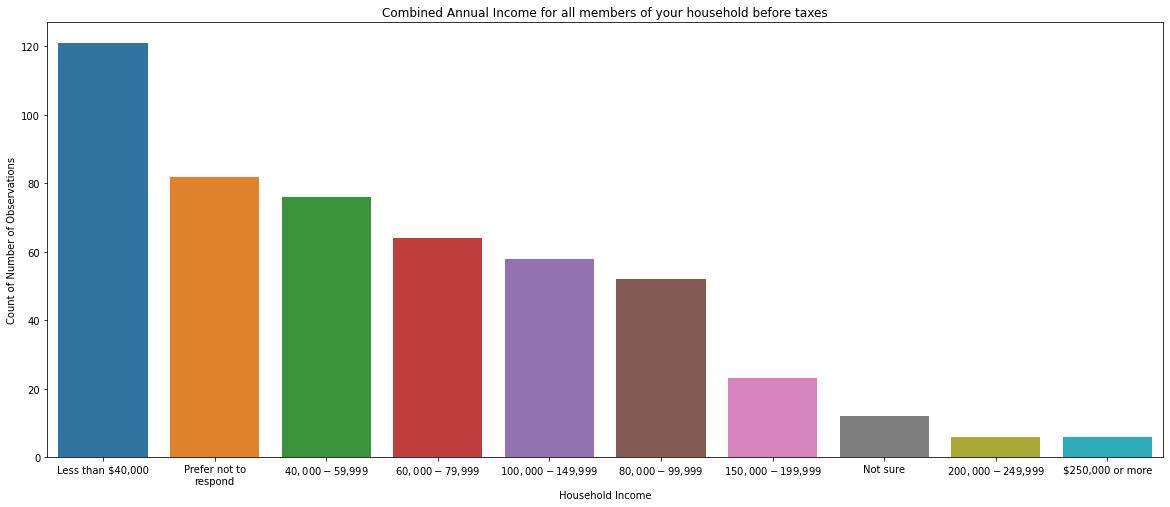 Combined Annual Income for all members of your household before taxes
Count of Number of Observations
120
100
80
60
40
20
0
Less than $40,000
Prefer not to
respond
40,000 − 59,999
60,000 − 79,999
100,000 − 149,999
80,000 − 99,999
150,000 − 199,999
Not sure
200,000 − 249,999
$250,000 or more
Household Income